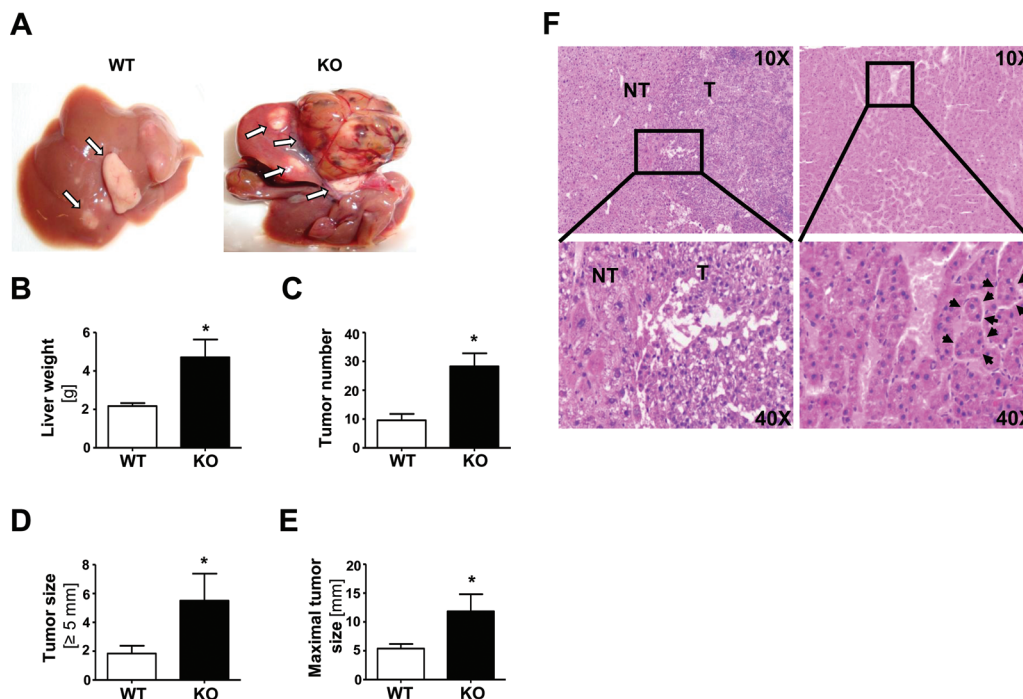 A
WT
KO
B
Liver weight
[g]
6
4
2
0
*
WT
KO
C
Tumor number
40
30
20
10
0
*
WT
KO
D
Tumor size
[≥ 5 mm]
8
6
4
2
0
*
WT
KO
E
Maximal tumor
size [mm]
20
15
10
5
0
*
WT
KO
F
10X
NT
T
10X
NT
T
40X
40X